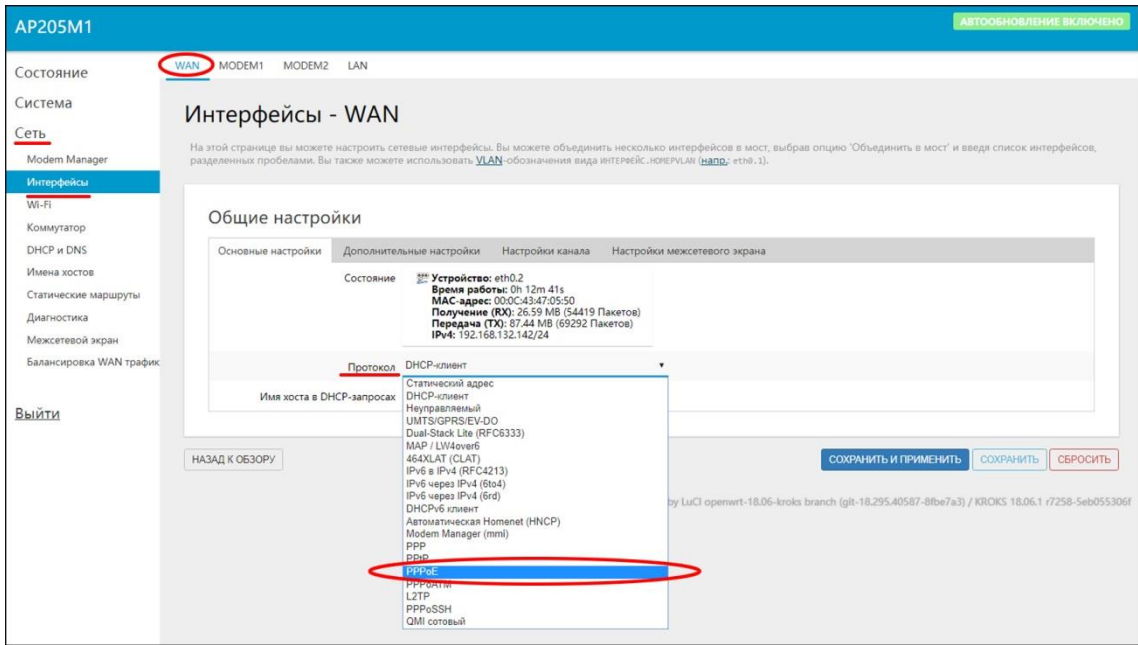 AP205M1
АВТООБНОВЛЕНИЕ ВКЛЮЧЕНО
Состояние
Система
Сеть
Modem Manager
Интерфейсы
Wi-Fi
Коммутатор
DHCP и DNS
Имена хостов
Статические маршруты
Диагностика
Межсетевой экран
Балансировка WAN трафик
Выйти
WAN MODEM1 MODEM2 LAN
Интерфейсы - WAN
На этой странице вы можете настроить сетевые интерфейсы. Вы можете объединить несколько интерфейсов в мост, выбрав опцию 'Объединить в мост' и введя список интерфейсов,
разделенных пробелами. Вы также можете использовать VLAN-обозначения вида ИНТЕРФЕЙС.НОМЕРVLAN (напр.: eth0.1).
Общие настройки
Основные настройки Дополнительные настройки Настройки канала Настройки межсетевого экрана
Состояние
Устройство: eth0.2
Время работы: 0h 12m 41s
MAC-адрес: 00:0C:43:47:05:50
Получение (RX): 26.59 MB (54419 Пакетов)
Передача (TX): 87.44 MB (69292 Пакетов)
IPv4: 192.168.132.142/24
Протокол DHCP-клиент
Имя хоста в DHCP-запросах
Статический адрес
DHCP-клиент
Неуправляемый
UMTS/GPRS/EV-DO
Dual-Stack Lite (RFC6333)
MAP / LW4over6
464XLAT (CLAT)
IPv6 в IPv4 (RFC4213)
IPv6 через IPv4 (6to4)
IPv6 через IPv4 (6rd)
DHCPv6 клиент
Автоматическая Homenet (HNCP)
Modem Manager (mmi)
PPP
PPtP
PPPoE
PPPoATM
L2TP
PPPoSSH
QMI сотовый
НАЗАД К ОБЗОРУ
СОХРАНИТЬ И ПРИМЕНИТЬ СОХРАНИТЬ СБРОСИТЬ
by LuCI openwrt-18.06-kroks branch (git-18.295.40587-8fbe7a3) / KROKS 18.06.1 r7258-5eb055306f